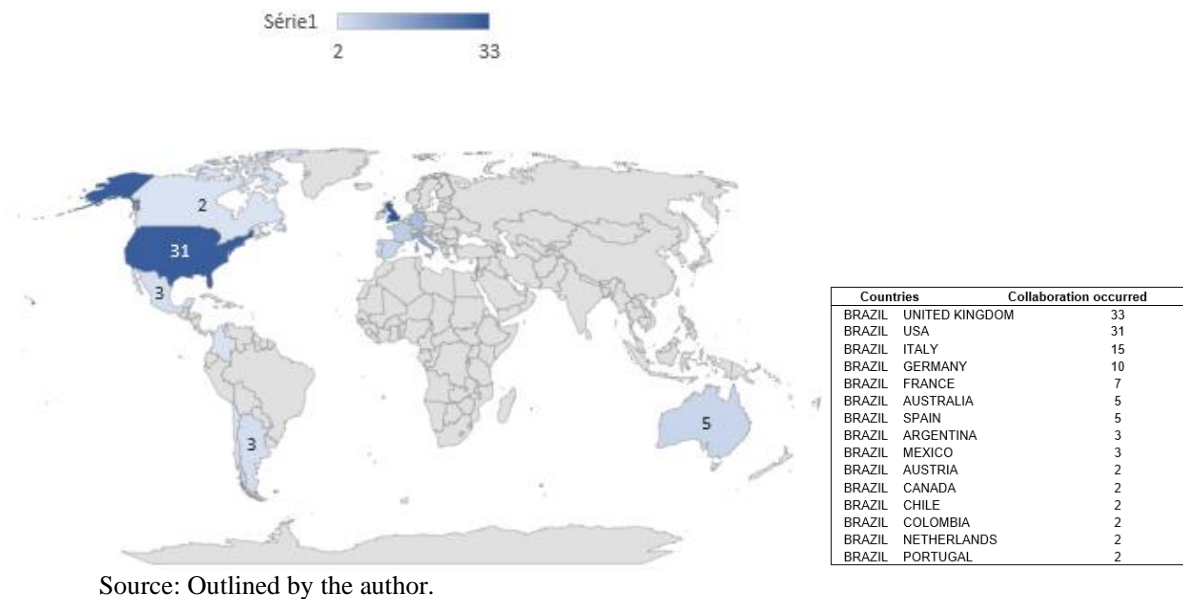 Série1
2 33
2
31
3
3
5
Countries Collaboration occurred
BRAZIL UNITED KINGDOM 33
BRAZIL USA 31
BRAZIL ITALY 15
BRAZIL GERMANY 10
BRAZIL FRANCE 7
BRAZIL AUSTRALIA 5
BRAZIL SPAIN 5
BRAZIL ARGENTINA 3
BRAZIL MEXICO 3
BRAZIL AUSTRIA 2
BRAZIL CANADA 2
BRAZIL CHILE 2
BRAZIL COLOMBIA 2
BRAZIL NETHERLANDS 2
BRAZIL PORTUGAL 2
Source: Outlined by the author.